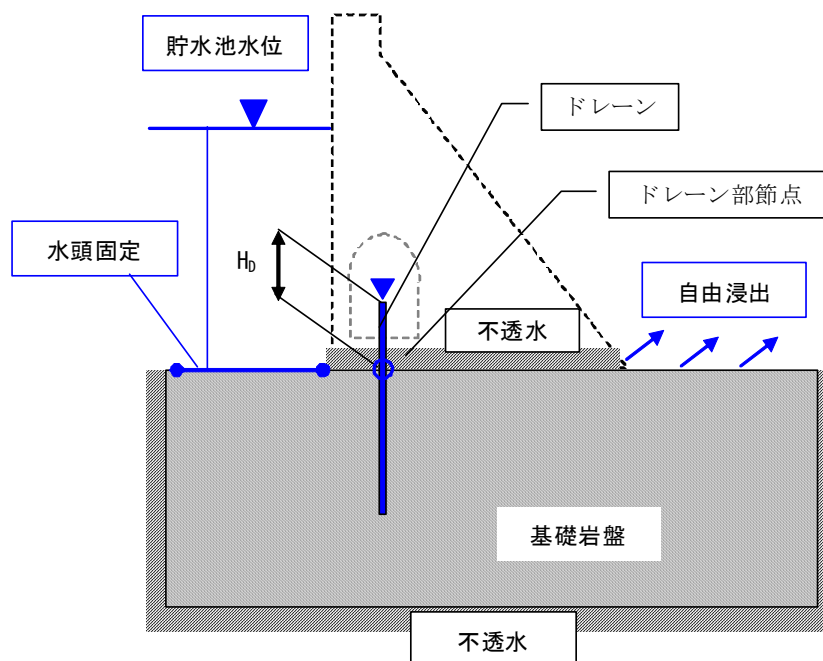 貯水池水位
ドレーン
ドレーン部節点
水頭固定
H_D
自由浸出
不透水
基礎岩盤
不透水